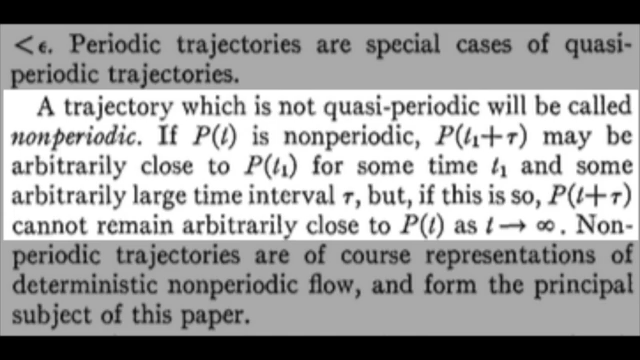 <ϵ. Periodic trajectories are special cases of quasi-
periodic trajectories.
A trajectory which is not quasi-periodic will be called
nonperiodic. If P(t) is nonperiodic, P(t₁+τ) may be
arbitrarily close to P(t₁) for some time t₁ and some
arbitrarily large time interval τ, but, if this is so, P(t+τ)
cannot remain arbitrarily close to P(t) as t→ ∞. Non-
periodic trajectories are of course representations of
deterministic nonperiodic flow, and form the principal
subject of this paper.